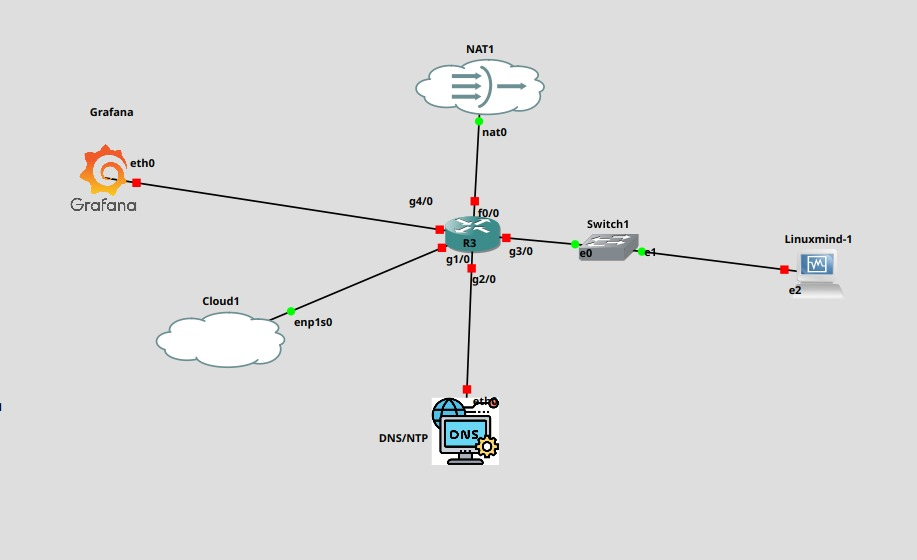 NAT1
nat0
Grafana
eth0
Grafana
g4/0
f0/0
R3
g3/0
g1/0
g2/0
Switch1
e0
e1
Linuxmind-1
e2
Cloud1
enp1s0
eth0
DNS
DNS/NTP